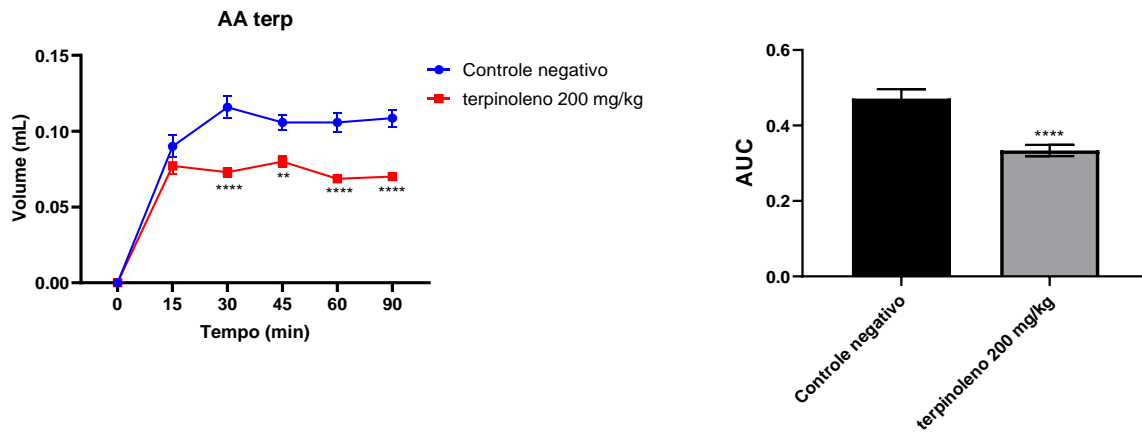 AA terp
0.15
0.10
0.05
0.00
Volume (mL)
0 15 30 45 60 90
Tempo (min)
**** ** **** ****
Controle negativo
terpinoleno 200 mg/kg
0.6
0.4
0.2
0.0
AUC
****
Controle negativo
terpinoleno 200 mg/kg